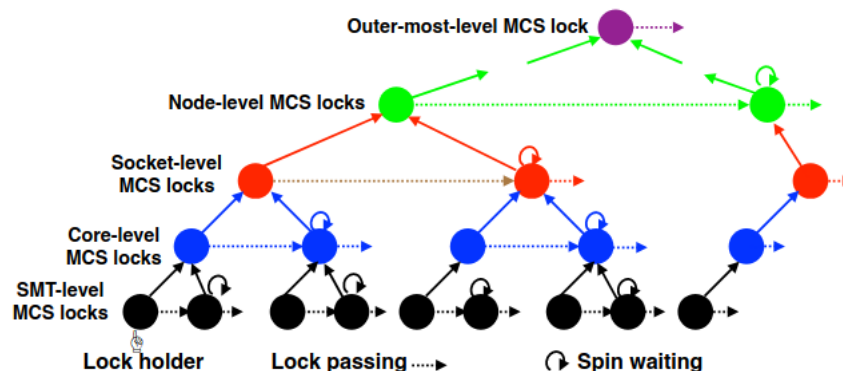 Outer-most-level MCS lock
Node-level MCS locks
Socket-level
MCS locks
Core-level
MCS locks
SMT-level
MCS locks
Lock holder
Lock passing
Spin waiting